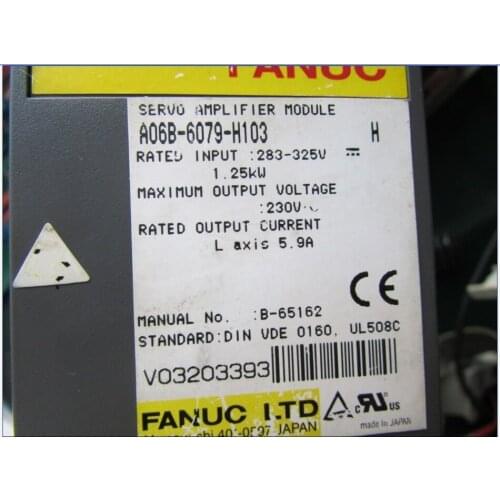 FANUC
SERVO AMPLIFIER MODULE
A06B-6079-H103 H
RATED INPUT :283-325V
1.25kW
MAXIMUM OUTPUT VOLTAGE
:230V
RATED OUTPUT CURRENT
L axis 5.9A
MANUAL No. :B-65162
STANDARD:DIN VDE 0160, UL508C
CE
V03203393
FANUC LTD
401-0597 JAPAN
c US
made in JAPAN